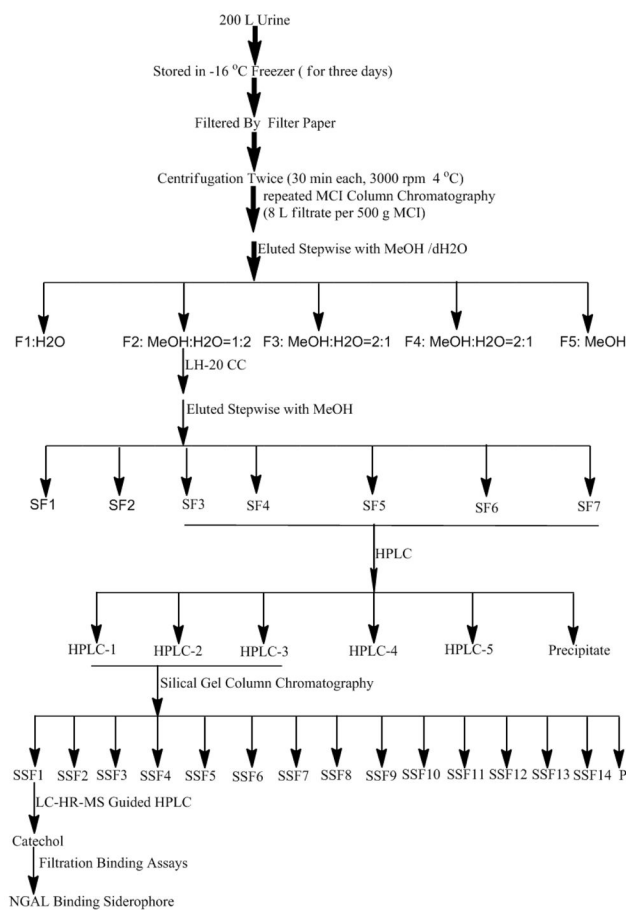 200 L Urine
Stored in -16 °C Freezer ( for three days)
Filtered By Filter Paper
Centrifugation Twice (30 min each, 3000 rpm 4 °C)
repeated MCI Column Chromatography
(8 L filtrate per 500 g MCI)
Eluted Stepwise with MeOH /dH2O
F1:H2O F2: MeOH:H2O=1:2 F3: MeOH:H2O=2:1 F4: MeOH:H2O=2:1 F5: MeOH
LH-20 CC
Eluted Stepwise with MeOH
SF1 SF2 SF3 SF4 SF5 SF6 SF7
HPLC
HPLC-1 HPLC-2 HPLC-3 HPLC-4 HPLC-5 Precipitate
Silical Gel Column Chromatography
SSF1 SSF2 SSF3 SSF4 SSF5 SSF6 SSF7 SSF8 SSF9 SSF10 SSF11 SSF12 SSF13 SSF14 P
LC-HR-MS Guided HPLC
Catechol
Filtration Binding Assays
NGAL Binding Siderophore